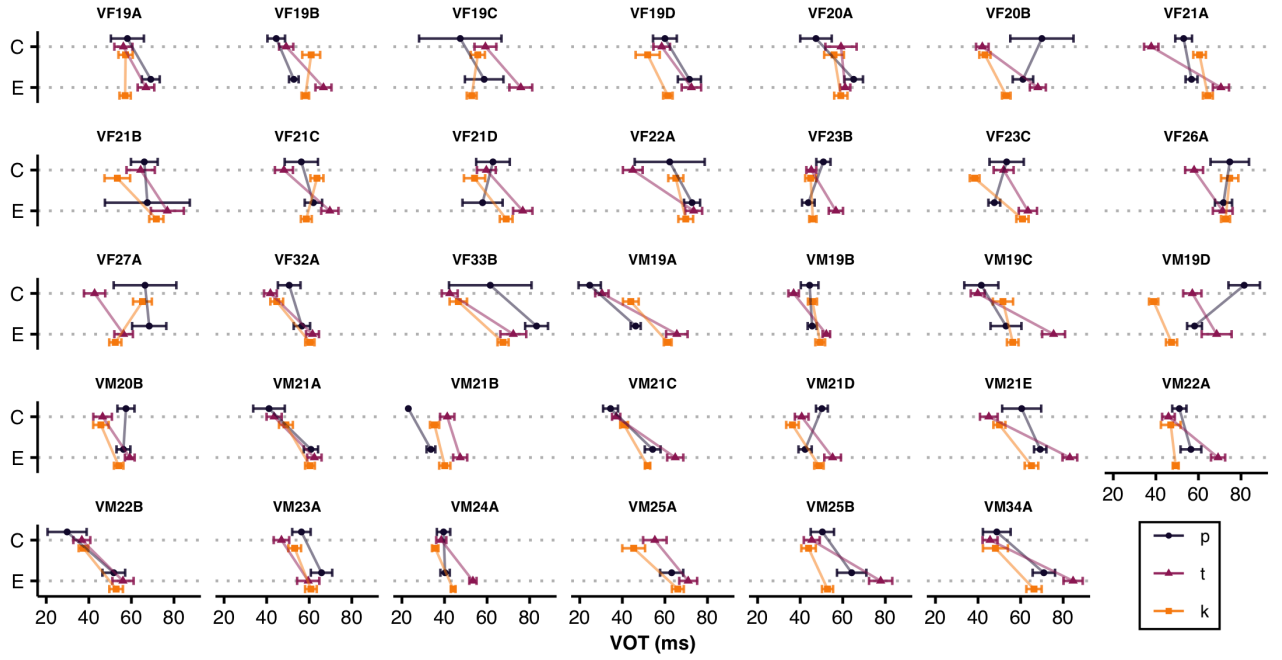 VF19A VF19B VF19C VF19D VF20A VF20B VF21A
C
E
VF21B VF21C VF21D VF22A VF23B VF23C VF26A
C
E
VF27A VF32A VF33B VM19A VM19B VM19C VM19D
C
E
VM20B VM21A VM21B VM21C VM21D VM21E VM22A
C
E
20 40 60 80
VM22B VM23A VM24A VM25A VM25B VM34A
C
E
20 40 60 80 20 40 60 80 20 40 60 80 20 40 60 80 20 40 60 80 20 40 60 80
VOT (ms)
p
t
k